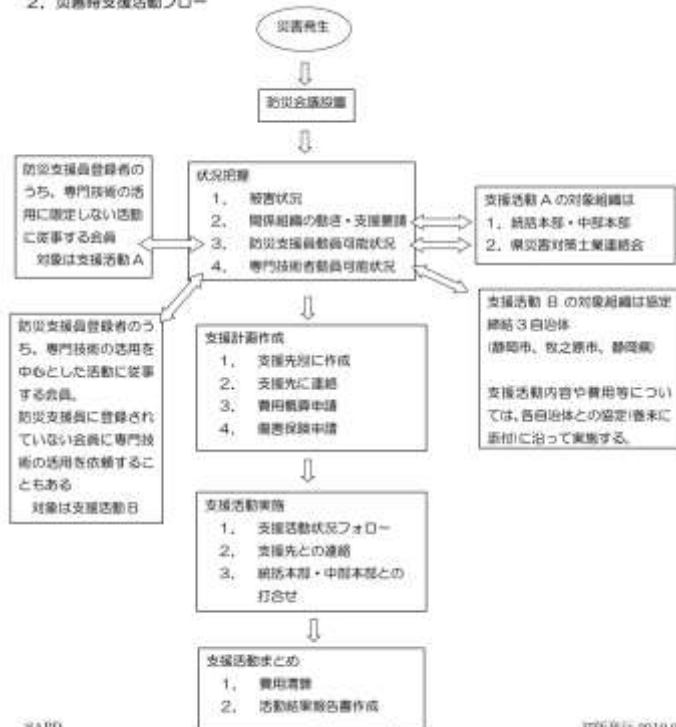 2，災害時支援活動フロー
災害発生
防災会議設置
防災支援員登録者の
うち、専門技術の活
用に限定しない活動
に従事する会員
対象は支援活動 A
状況把握
1， 被害状況
2， 関係組織の動き・支援要請
3， 防災支援員動員可能状況
4， 専門技術者動員可能状況
支援活動 A の対象組織は
1，統括本部・中部本部
2，県災害対策士業連絡会
支援活動 B の対象組織は協定
締結３自治体
(静岡市、牧之原市、静岡県)
支援活動内容や費用等につい
ては、各自治体との協定(巻末に
添付)に沿って実施する。
防災支援員登録者のう
ち、専門技術の活用を
中心とした活動に従事
する会員。
防災支援員に登録され
ていない会員に専門技
術の活用を依頼するこ
ともある
対象は支援活動 B
支援計画作成
1， 支援先別に作成
2， 支援先に連絡
3， 費用概算申請
4， 傷害保険申請
支援活動実施
1， 支援活動状況フォロー
2， 支援先との連絡
3， 統括本部・中部本部との
打合せ
支援活動まとめ
1， 費用清算
2， 活動結果報告書作成